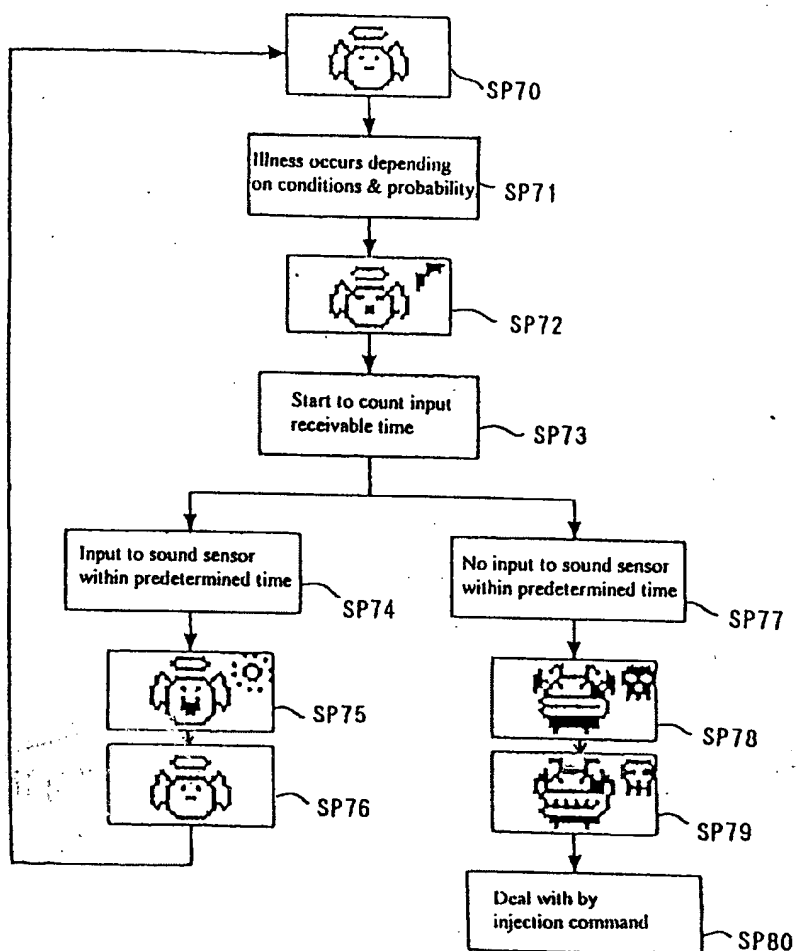 SP70
Illness occurs depending
on conditions & probability
SP71
SP72
Start to count input
receivable time
SP73
Input to sound sensor
within predetermined time
SP74
No input to sound sensor
within predetermined time
SP77
SP75
SP78
SP76
SP79
Deal with by
injection command
SP80